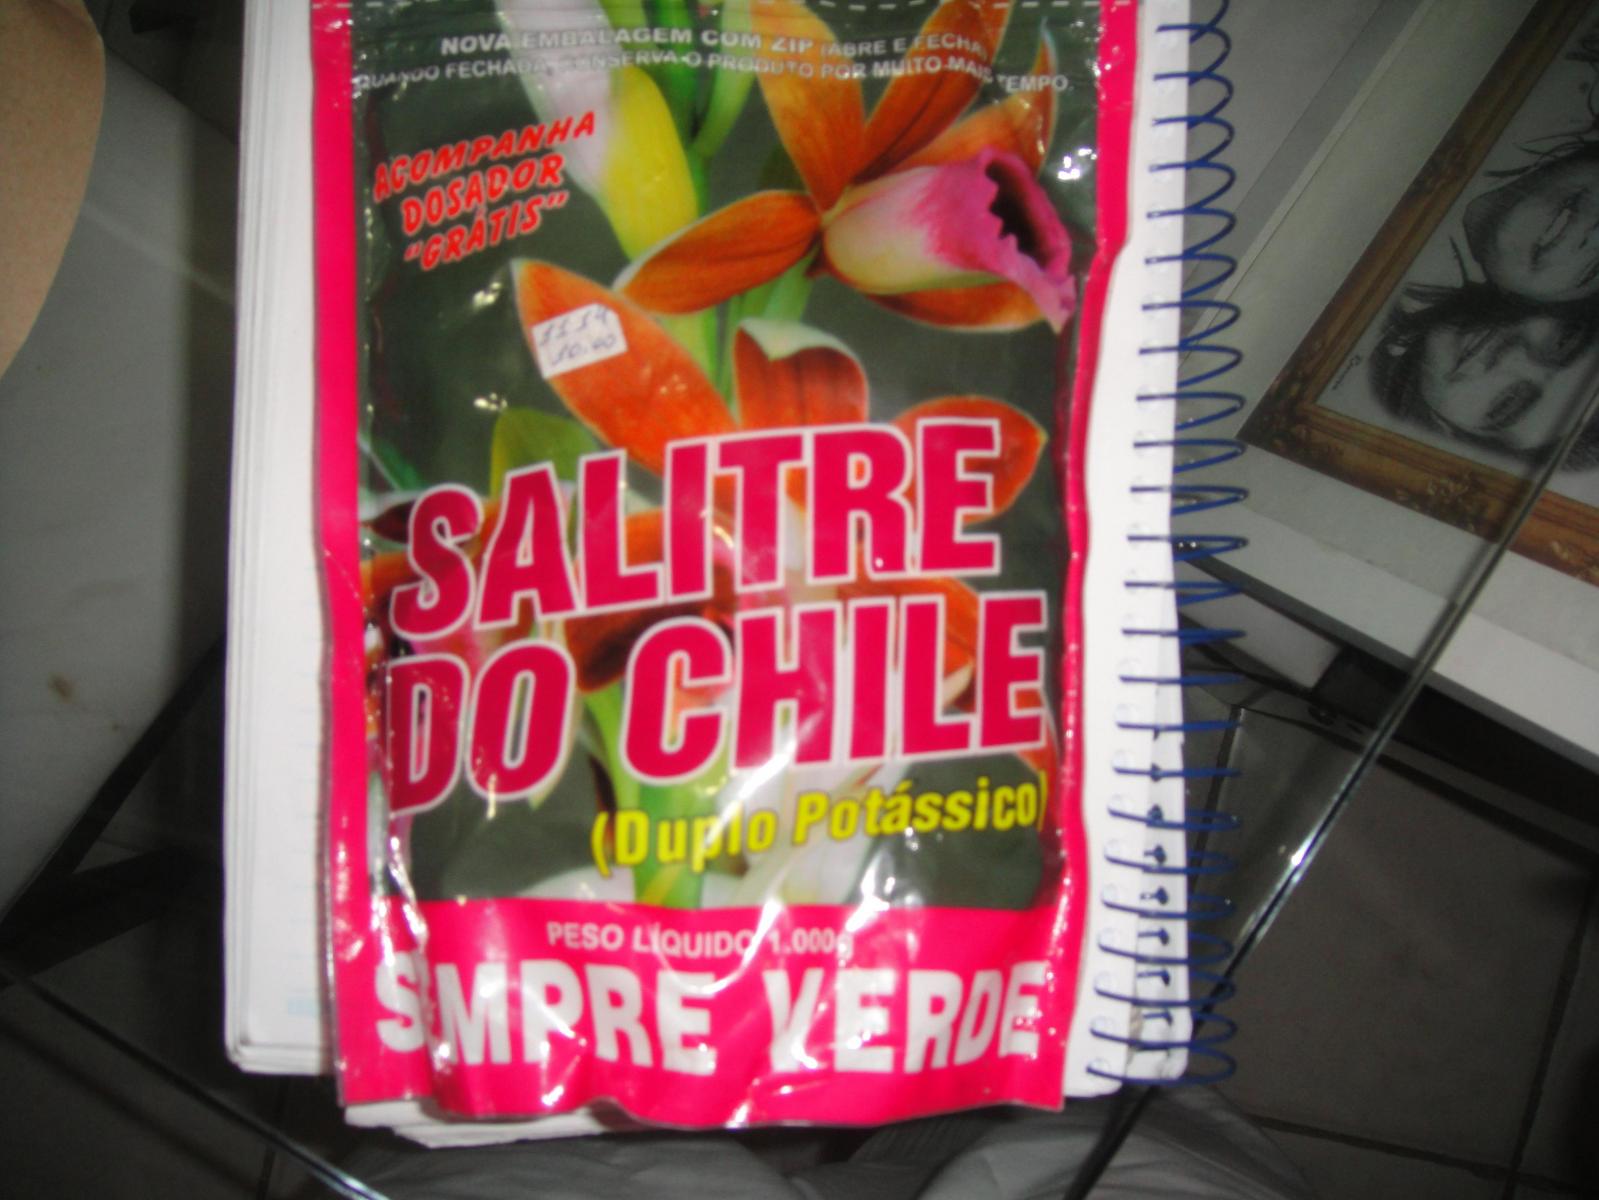 NOVA EMBALAGEM COM ZIP (ABRE E FECHA)
QUANDO FECHADA, CONSERVA O PRODUTO POR MUITO MAIS TEMPO.
ACOMPANHA
DOSADOR
"GRÁTIS"
SALITRE
DO CHILE
(Duplo Potássico)
PESO LÍQUIDO 1.000g
SEMPRE VERDE